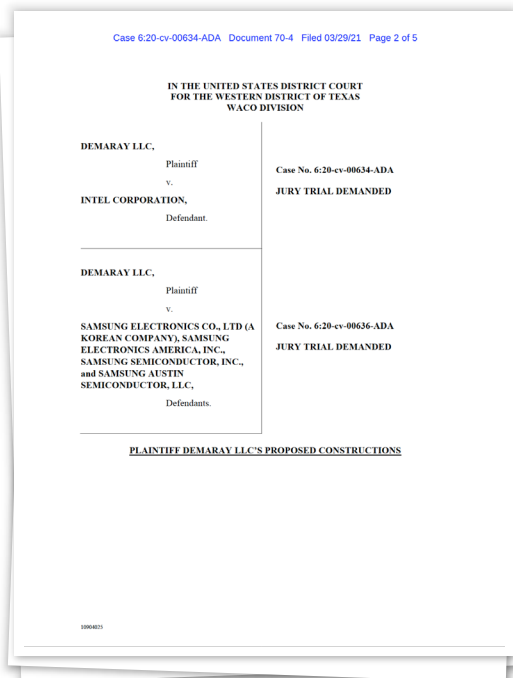 Case 6:20-cv-00634-ADA Document 70-4 Filed 03/29/21 Page 2 of 5
IN THE UNITED STATES DISTRICT COURT
FOR THE WESTERN DISTRICT OF TEXAS
WACO DIVISION
DEMARAY LLC,
Plaintiff
v.
INTEL CORPORATION,
Defendant.
Case No. 6:20-cv-00634-ADA
JURY TRIAL DEMANDED
DEMARAY LLC,
Plaintiff
v.
SAMSUNG ELECTRONICS CO., LTD (A
KOREAN COMPANY), SAMSUNG
ELECTRONICS AMERICA, INC.,
SAMSUNG SEMICONDUCTOR, INC.,
and SAMSUNG AUSTIN
SEMICONDUCTOR, LLC,
Defendants.
Case No. 6:20-cv-00636-ADA
JURY TRIAL DEMANDED
PLAINTIFF DEMARAY LLC'S PROPOSED CONSTRUCTIONS
10904025